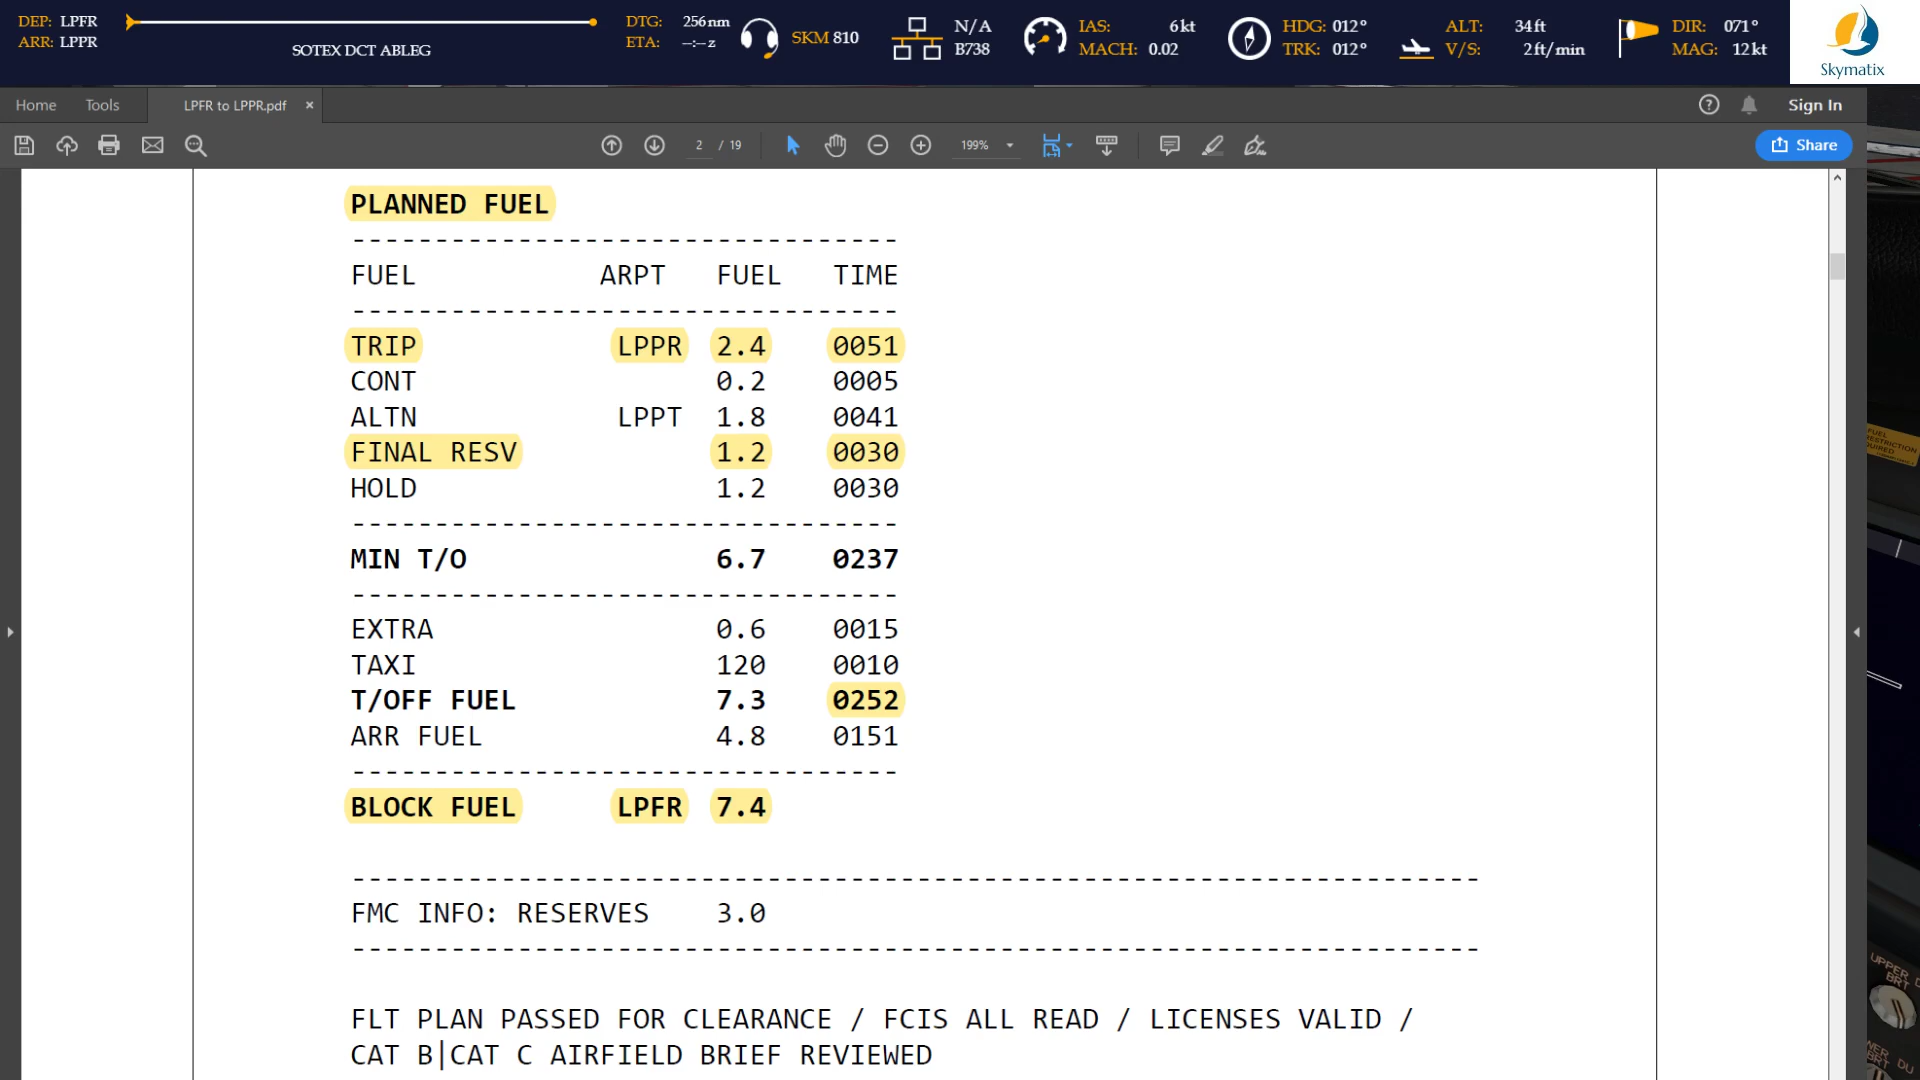 DEP: LPFR
ARR: LPPR
SOTEX DCT ABLEG
DTG: 256nm
ETA: --:-- z
SKM 810
N/A
B738
IAS: 6kt
MACH: 0.02
HDG: 012°
TRK: 012°
ALT: 34ft
V/S: 2ft/min
DIR: 071°
MAG: 12kt
Skymatix
Home Tools LPFR to LPPR.pdf × Sign In
2 / 19 199% Share
PLANNED FUEL
---------------------------------
FUEL ARPT FUEL TIME
---------------------------------
TRIP LPPR 2.4 0051
CONT 0.2 0005
ALTN LPPT 1.8 0041
FINAL RESV 1.2 0030
HOLD 1.2 0030
---------------------------------
MIN T/O 6.7 0237
---------------------------------
EXTRA 0.6 0015
TAXI 120 0010
T/OFF FUEL 7.3 0252
ARR FUEL 4.8 0151
---------------------------------
BLOCK FUEL LPFR 7.4
--------------------------------------------------------------------
FMC INFO: RESERVES 3.0
--------------------------------------------------------------------
FLT PLAN PASSED FOR CLEARANCE / FCIS ALL READ / LICENSES VALID /
CAT B|CAT C AIRFIELD BRIEF REVIEWED
FUEL
UPPER D
BRT